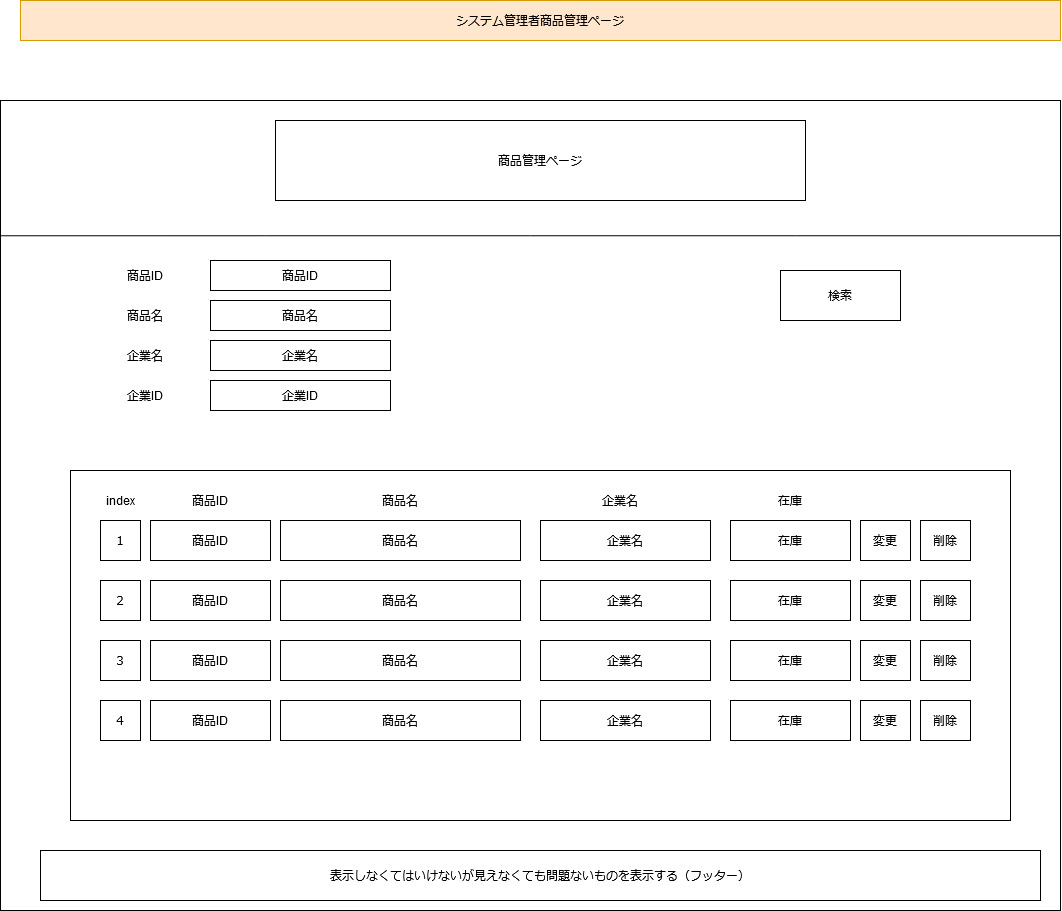 システム管理者商品管理ページ
商品管理ページ
商品ID 商品ID 検索
商品名 商品名
企業名 企業名
企業ID 企業ID
index 商品ID 商品名 企業名 在庫
1 商品ID 商品名 企業名 在庫 変更 削除
2 商品ID 商品名 企業名 在庫 変更 削除
3 商品ID 商品名 企業名 在庫 変更 削除
4 商品ID 商品名 企業名 在庫 変更 削除
表示しなくてはいけないが見えなくても問題ないものを表示する（フッター）